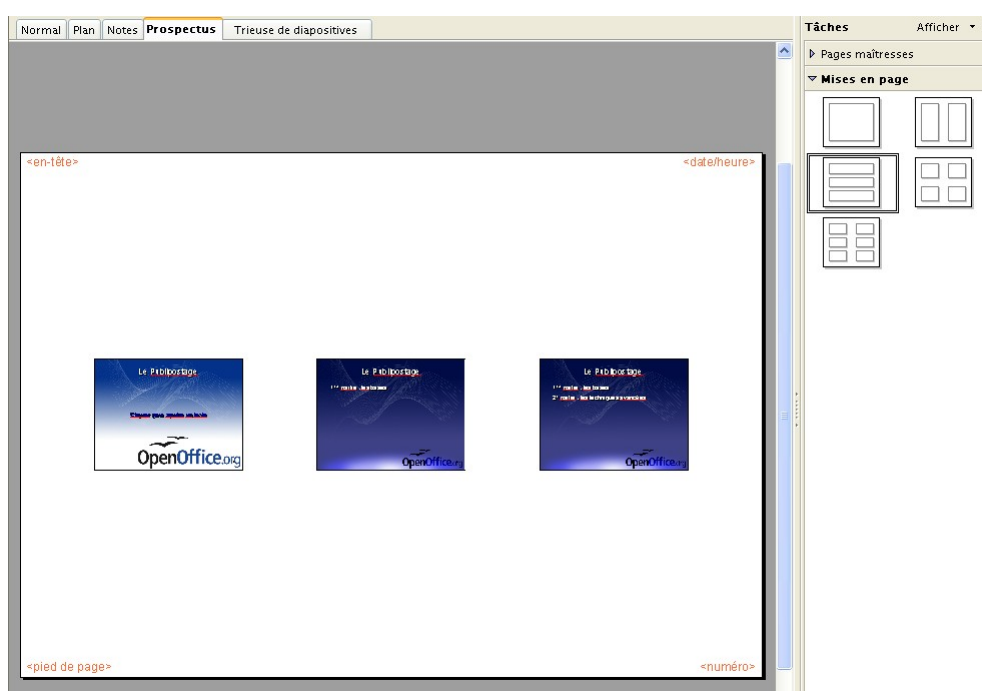 Normal Plan Notes Prospectus Trieuse de diapositives
Tâches Afficher
Pages maîtresses
Mises en page
<en-tête> <date/heure>
Le Publipostage
OpenOffice.org
Le Publipostage
OpenOffice.org
Le Publipostage
OpenOffice.org
<pied de page> <numéro>